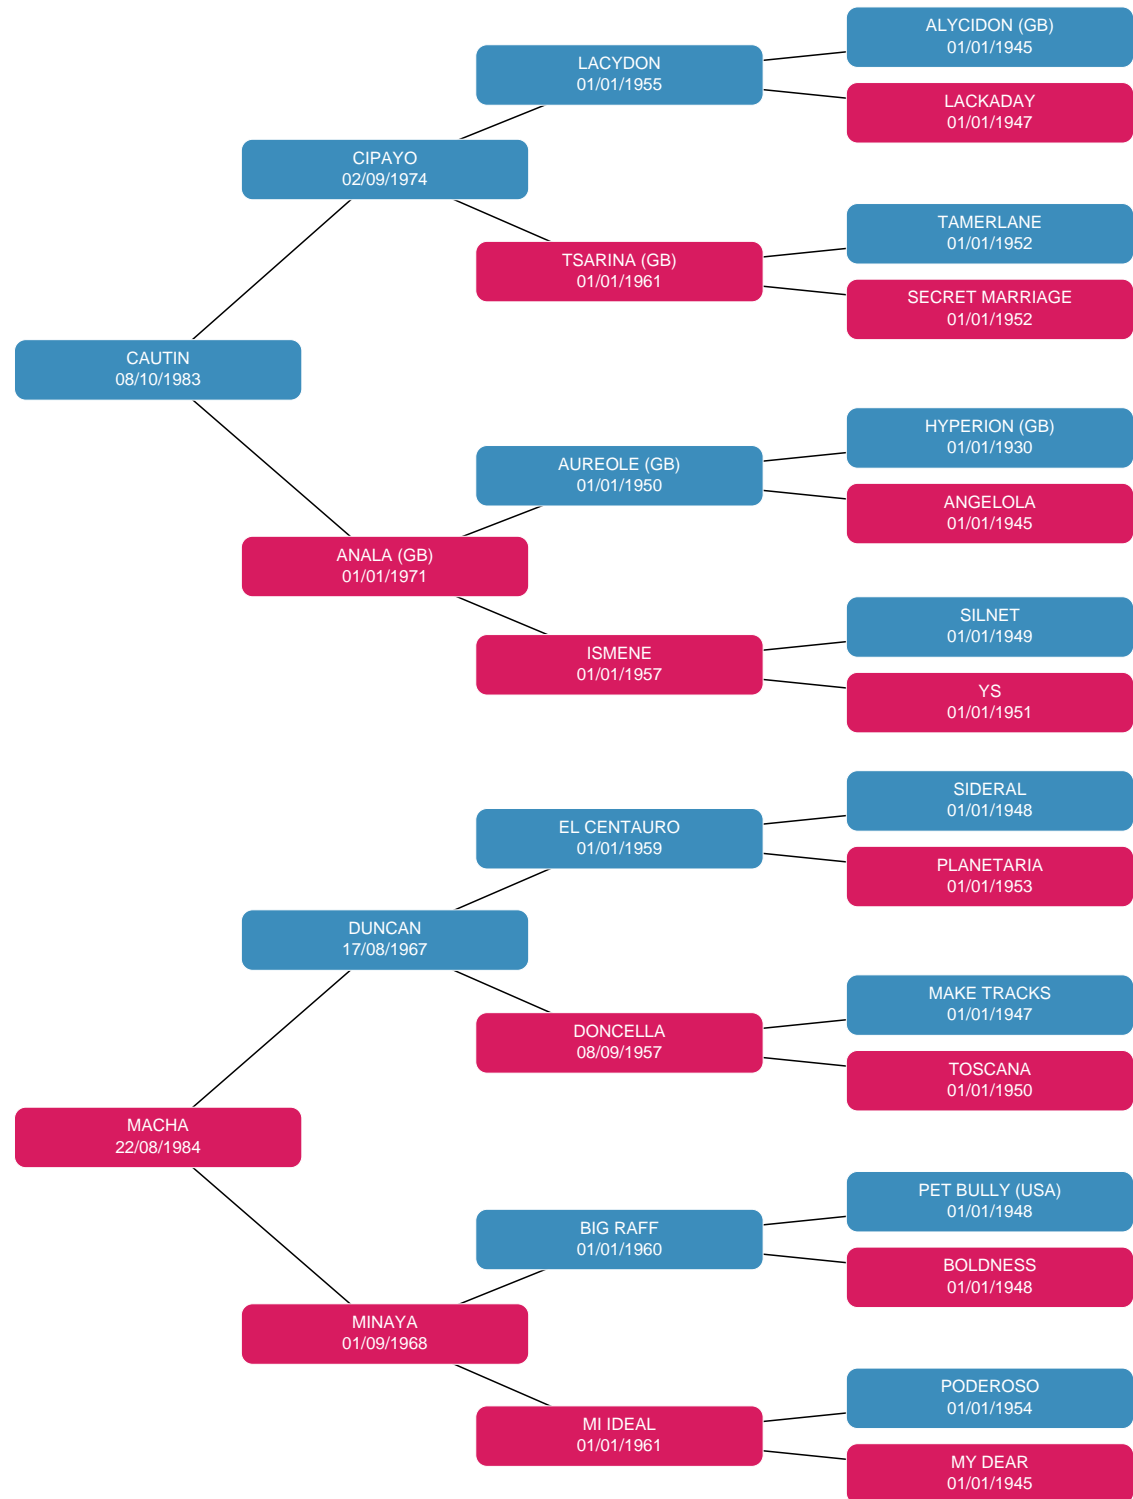 ALYCIDON (GB)
01/01/1945
LACYDON
01/01/1955
LACKADAY
01/01/1947
CIPAYO
02/09/1974
TAMERLANE
01/01/1952
TSARINA (GB)
01/01/1961
SECRET MARRIAGE
01/01/1952
CAUTIN
08/10/1983
HYPERION (GB)
01/01/1930
AUREOLE (GB)
01/01/1950
ANGELOLA
01/01/1945
ANALA (GB)
01/01/1971
SILNET
01/01/1949
ISMENE
01/01/1957
YS
01/01/1951
SIDERAL
01/01/1948
EL CENTAURO
01/01/1959
PLANETARIA
01/01/1953
DUNCAN
17/08/1967
MAKE TRACKS
01/01/1947
DONCELLA
08/09/1957
TOSCANA
01/01/1950
MACHA
22/08/1984
PET BULLY (USA)
01/01/1948
BIG RAFF
01/01/1960
BOLDNESS
01/01/1948
MINAYA
01/09/1968
PODEROSO
01/01/1954
MI IDEAL
01/01/1961
MY DEAR
01/01/1945